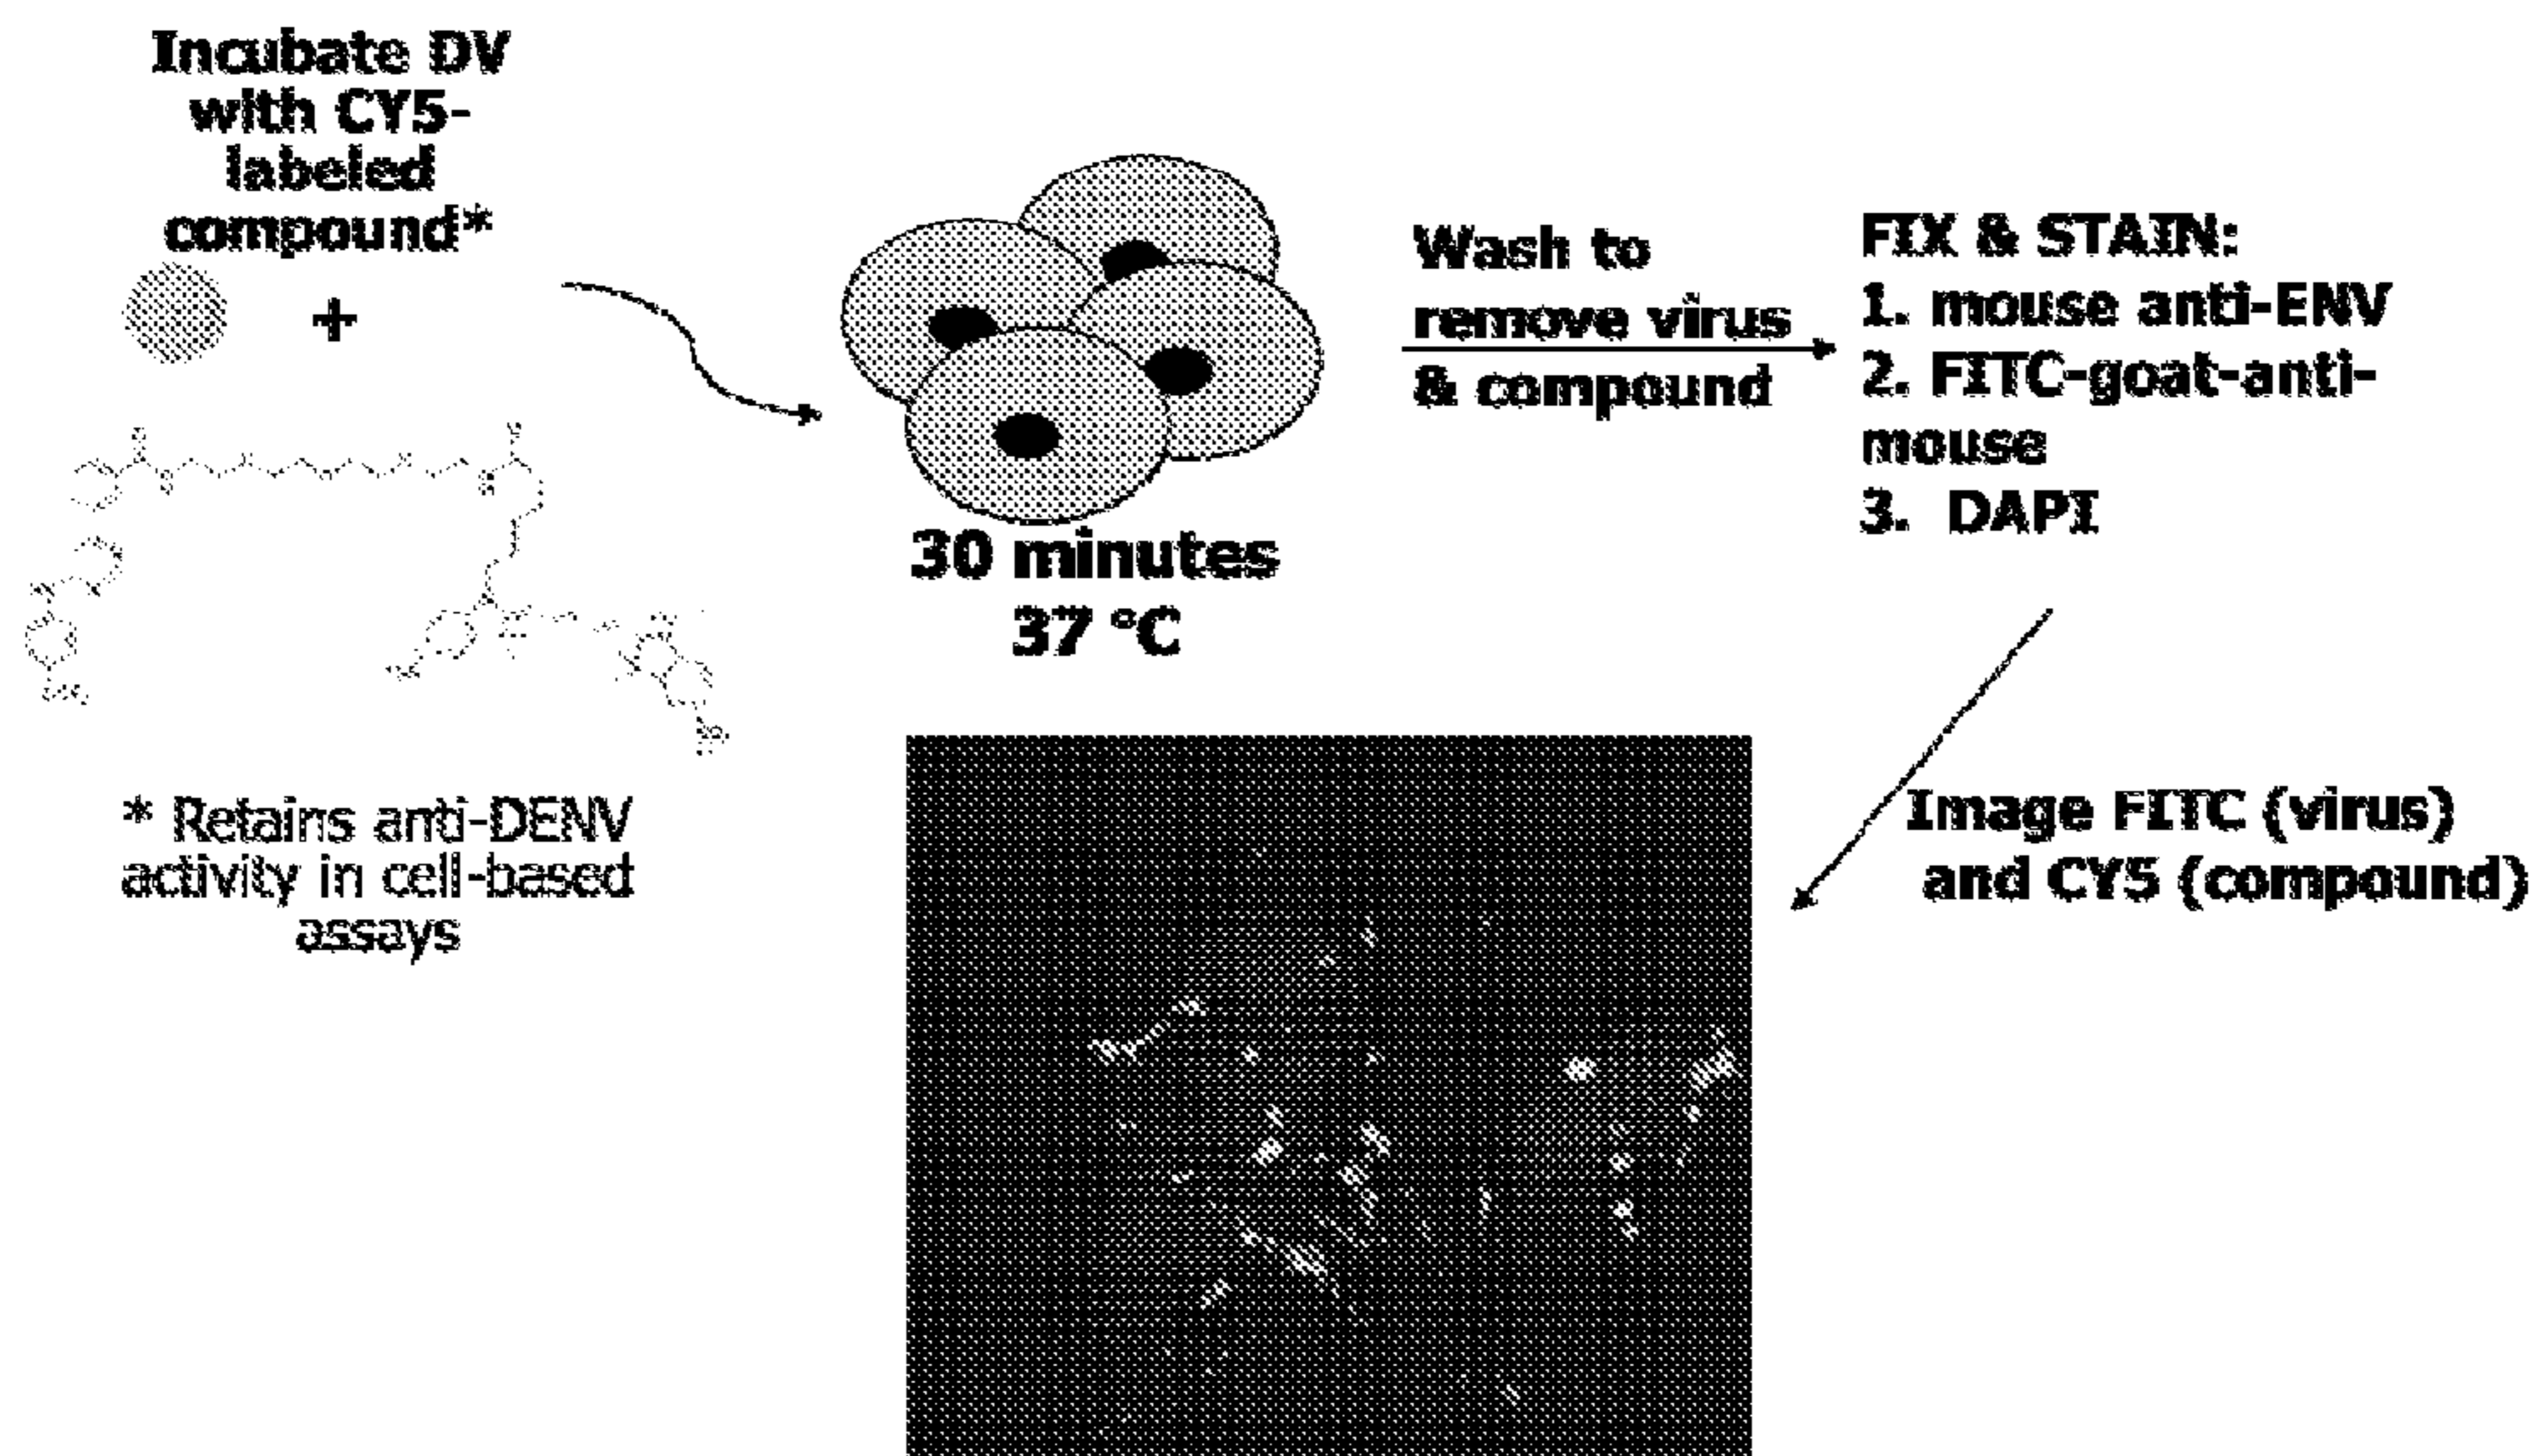 Incubate DV
with CY5-
labeled
compound*
+
* Retains anti-DENV
activity in cell-based
assays
30 minutes
37 °C
Wash to
remove virus
& compound
FIX & STAIN:
1. mouse anti-ENV
2. FITC-goat-anti-
mouse
3. DAPI
Image FITC (virus)
and CY5 (compound)